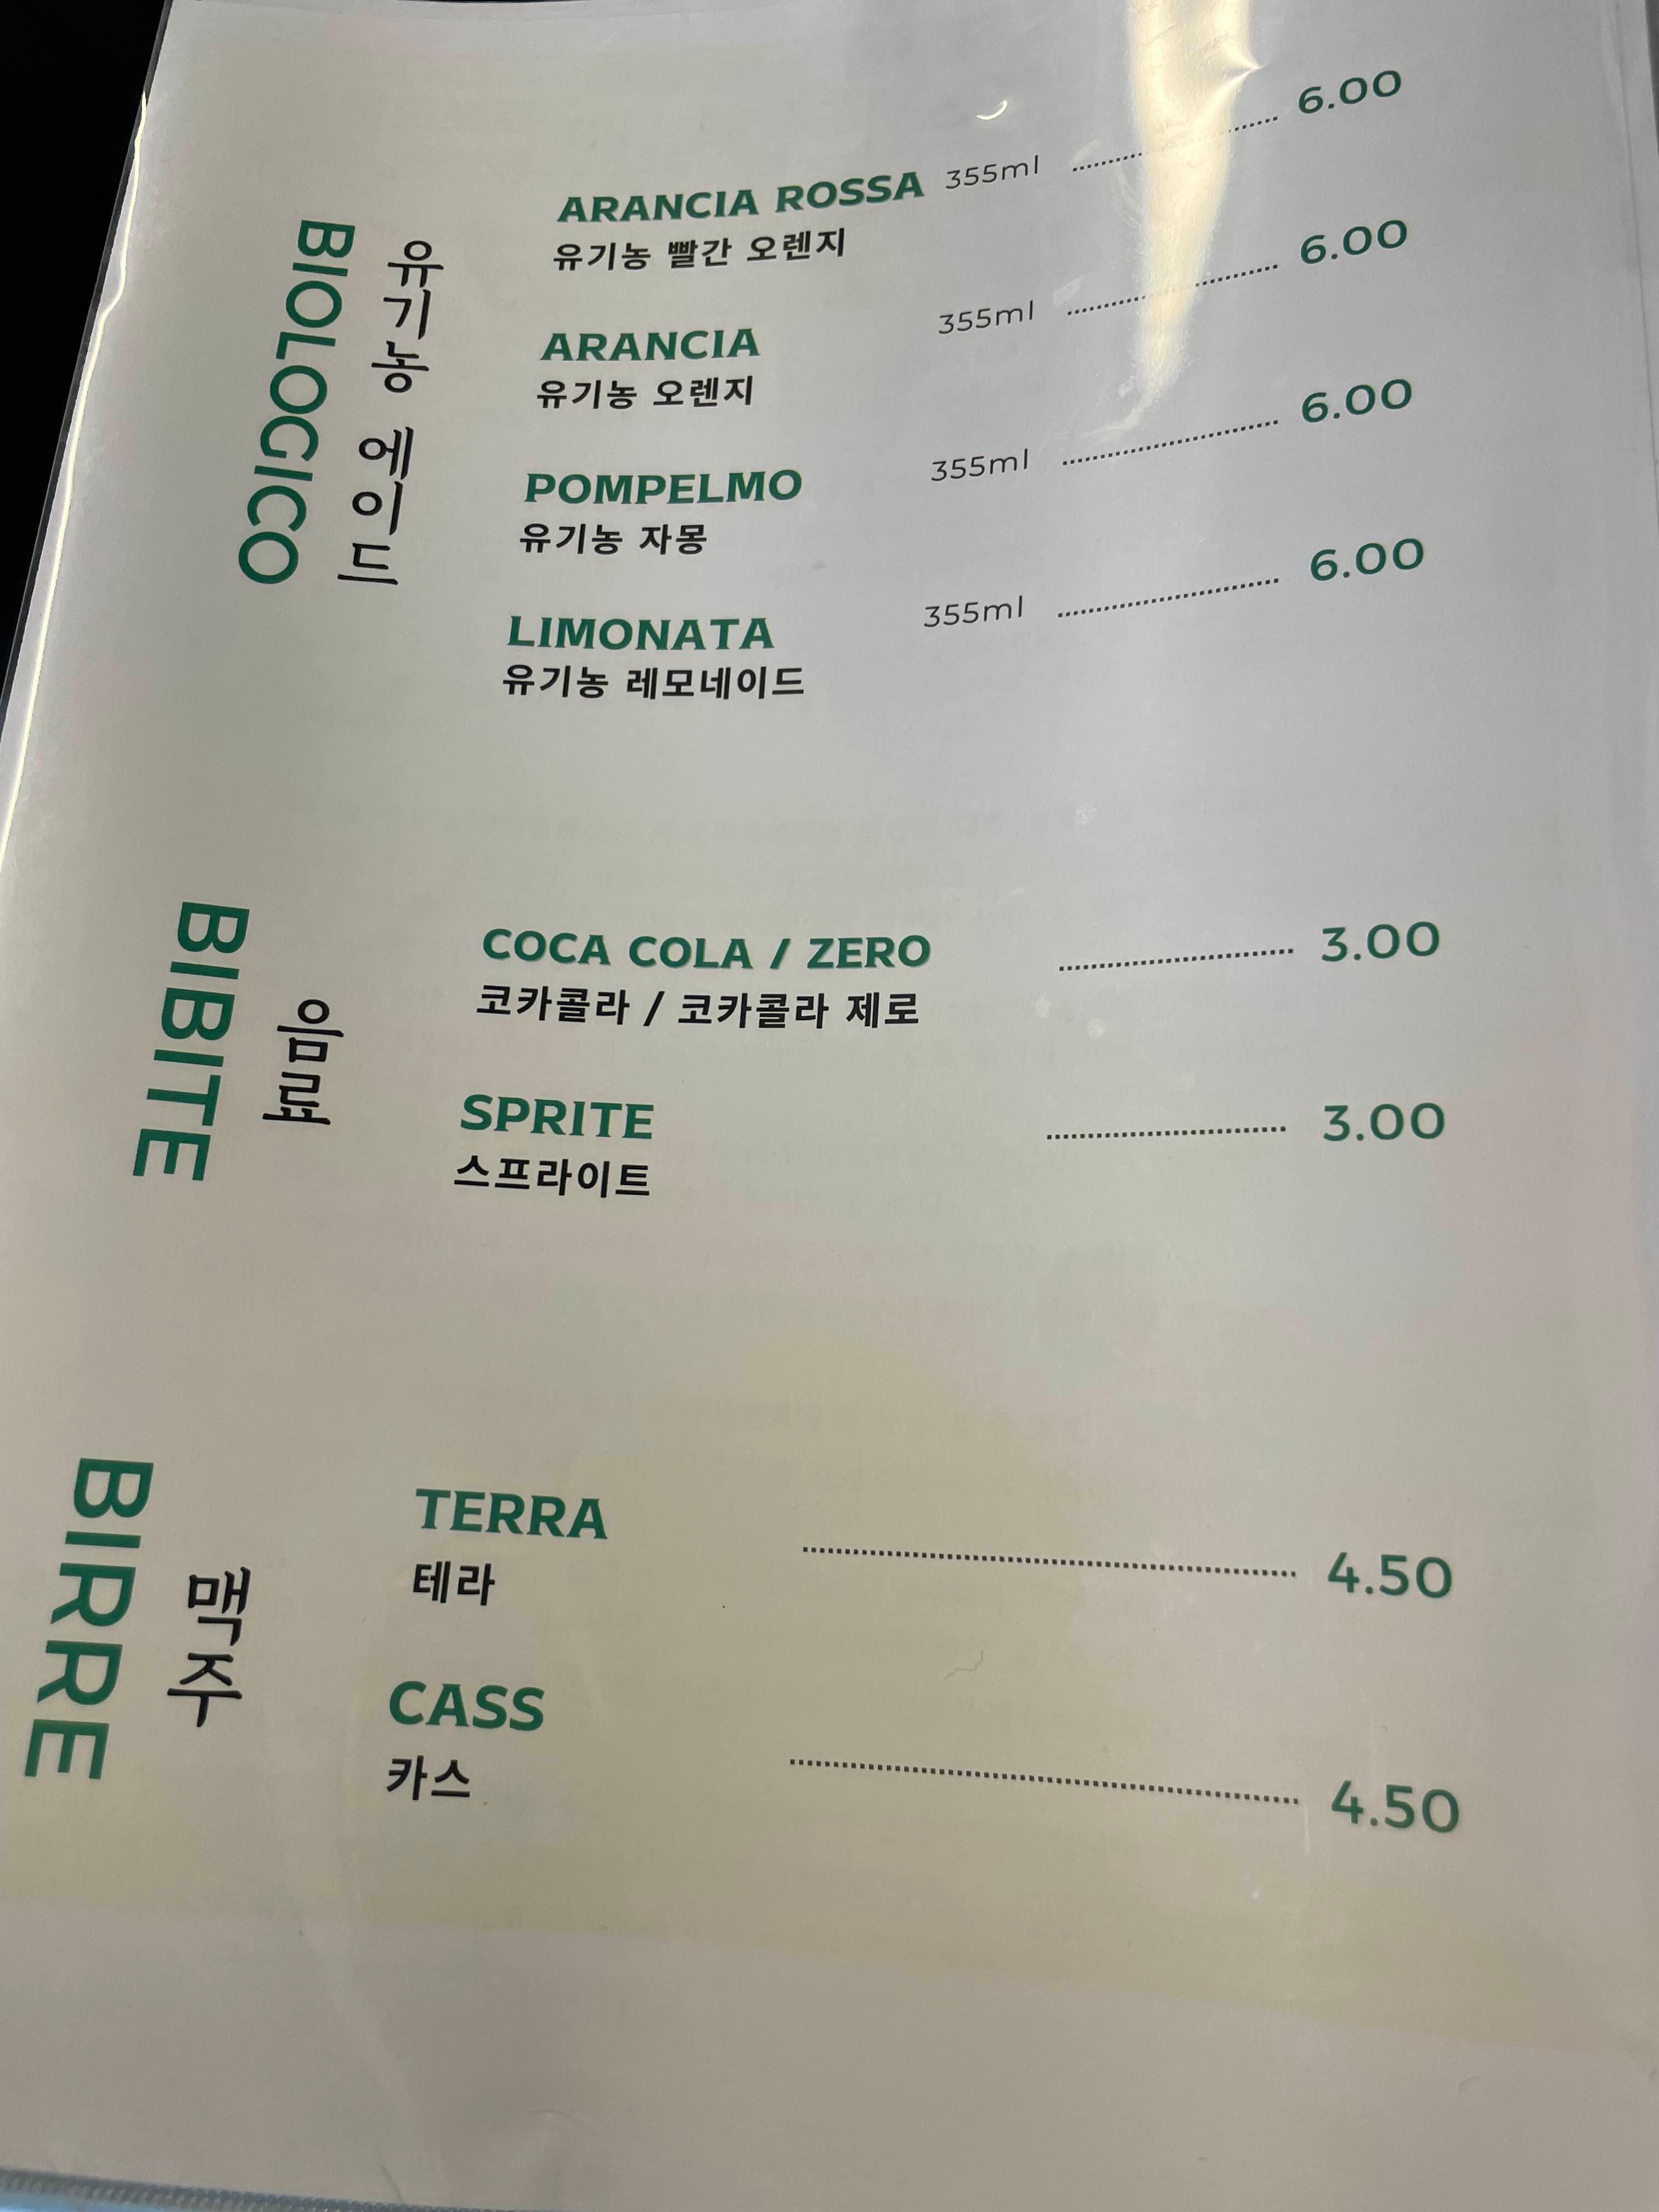 BIOLOGICO
유기농 에이드
ARANCIA ROSSA 355ml 6.00
유기농 빨간 오렌지
ARANCIA 355ml 6.00
유기농 오렌지
POMPELMO 355ml 6.00
유기농 자몽
LIMONATA 355ml 6.00
유기농 레모네이드
BIBITE
음료
COCA COLA / ZERO 3.00
코카콜라 / 코카콜라 제로
SPRITE 3.00
스프라이트
BIRRE
맥주
TERRA 4.50
테라
CASS 4.50
카스